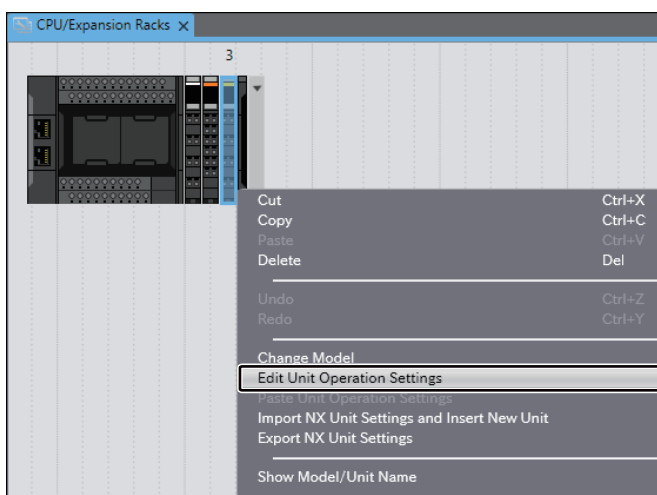 CPU/Expansion Racks
3
Cut Ctrl+X
Copy Ctrl+C
Paste Ctrl+V
Delete Del
Undo Ctrl+Z
Redo Ctrl+Y
Change Model
Edit Unit Operation Settings
Paste Unit Operation Settings
Import NX Unit Settings and Insert New Unit
Export NX Unit Settings
Show Model/Unit Name